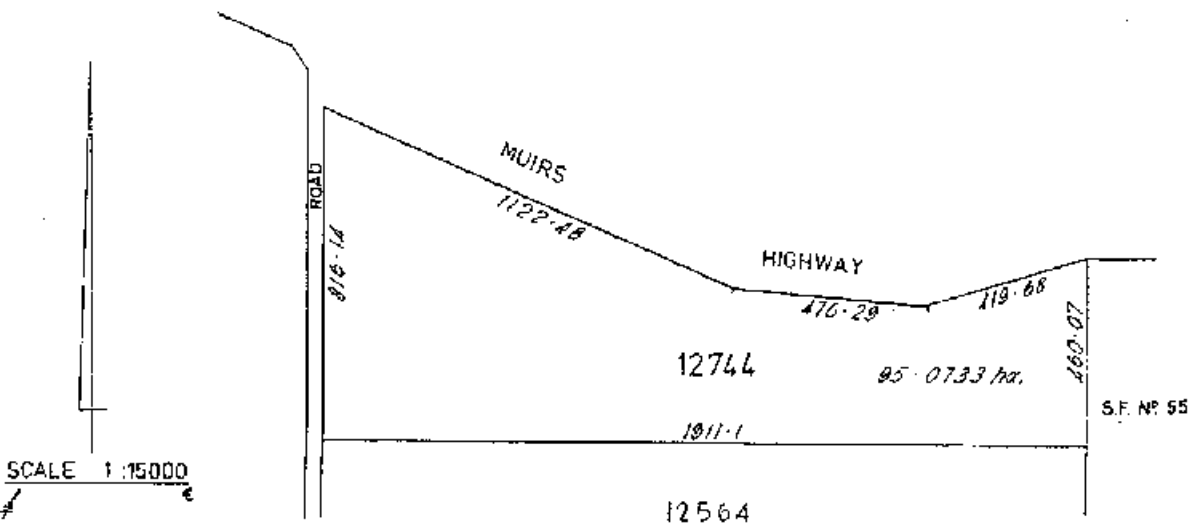 MUIRS
1122·48
ROAD
816·14
HIGHWAY
476·29
419·68
460·07
12744
95·0733 ha.
S.F. Nº 55
1911·1
SCALE 1:15000
12564